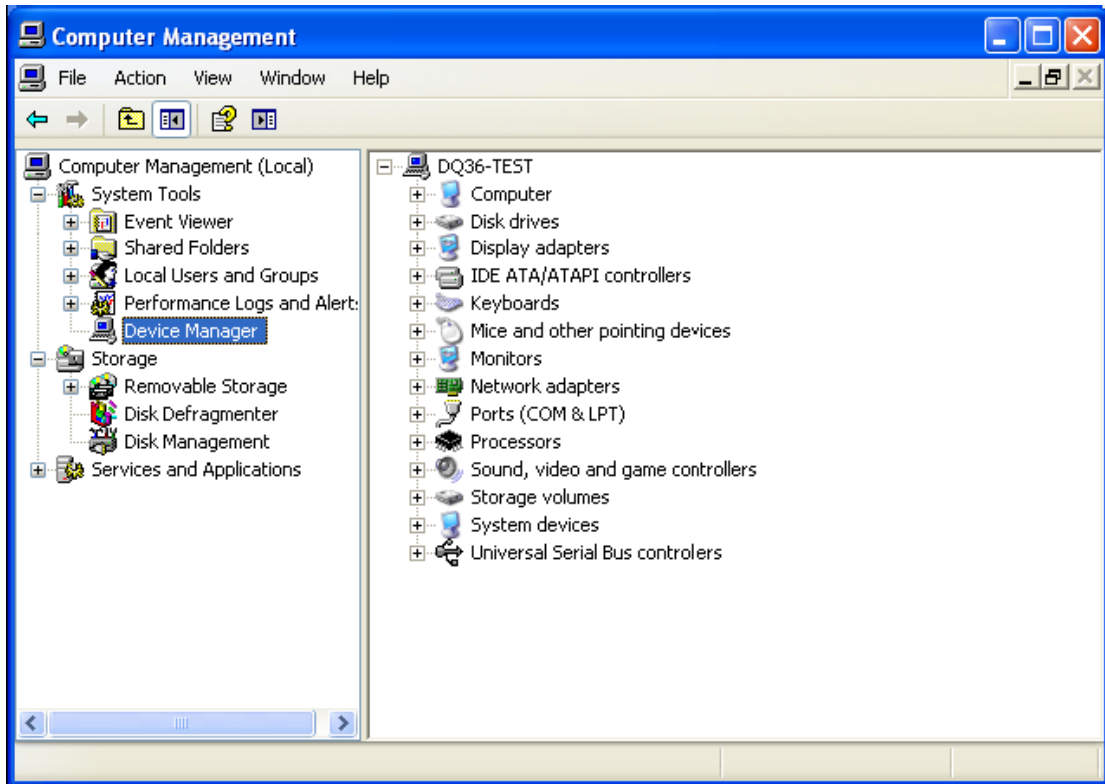 Computer Management
File Action View Window Help
Computer Management (Local)
System Tools
Event Viewer
Shared Folders
Local Users and Groups
Performance Logs and Alert:
Device Manager
Storage
Removable Storage
Disk Defragmenter
Disk Management
Services and Applications
DQ36-TEST
Computer
Disk drives
Display adapters
IDE ATA/ATAPI controllers
Keyboards
Mice and other pointing devices
Monitors
Network adapters
Ports (COM & LPT)
Processors
Sound, video and game controllers
Storage volumes
System devices
Universal Serial Bus controlers